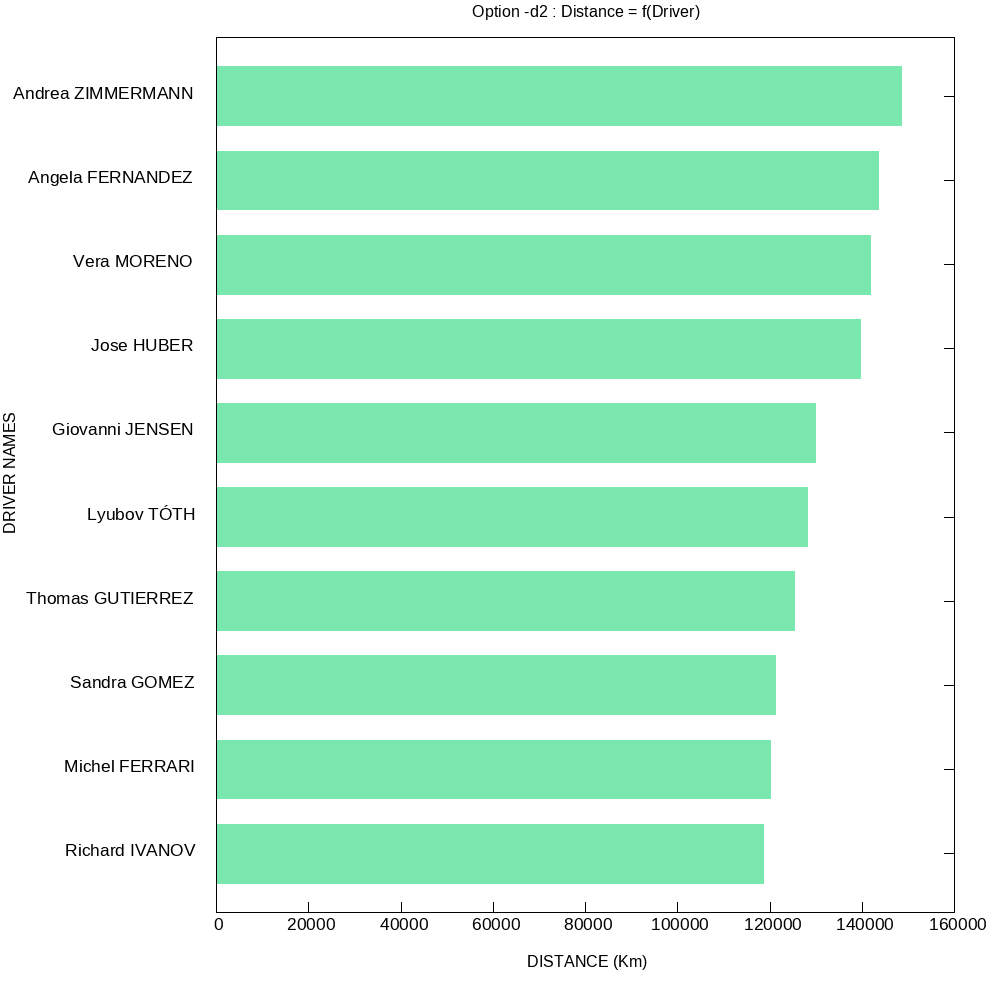 Option -d2 : Distance = f(Driver)
DRIVER NAMES
Andrea ZIMMERMANN
Angela FERNANDEZ
Vera MORENO
Jose HUBER
Giovanni JENSEN
Lyubov TÓTH
Thomas GUTIERREZ
Sandra GOMEZ
Michel FERRARI
Richard IVANOV
0 20000 40000 60000 80000 100000 120000 140000 160000
DISTANCE (Km)